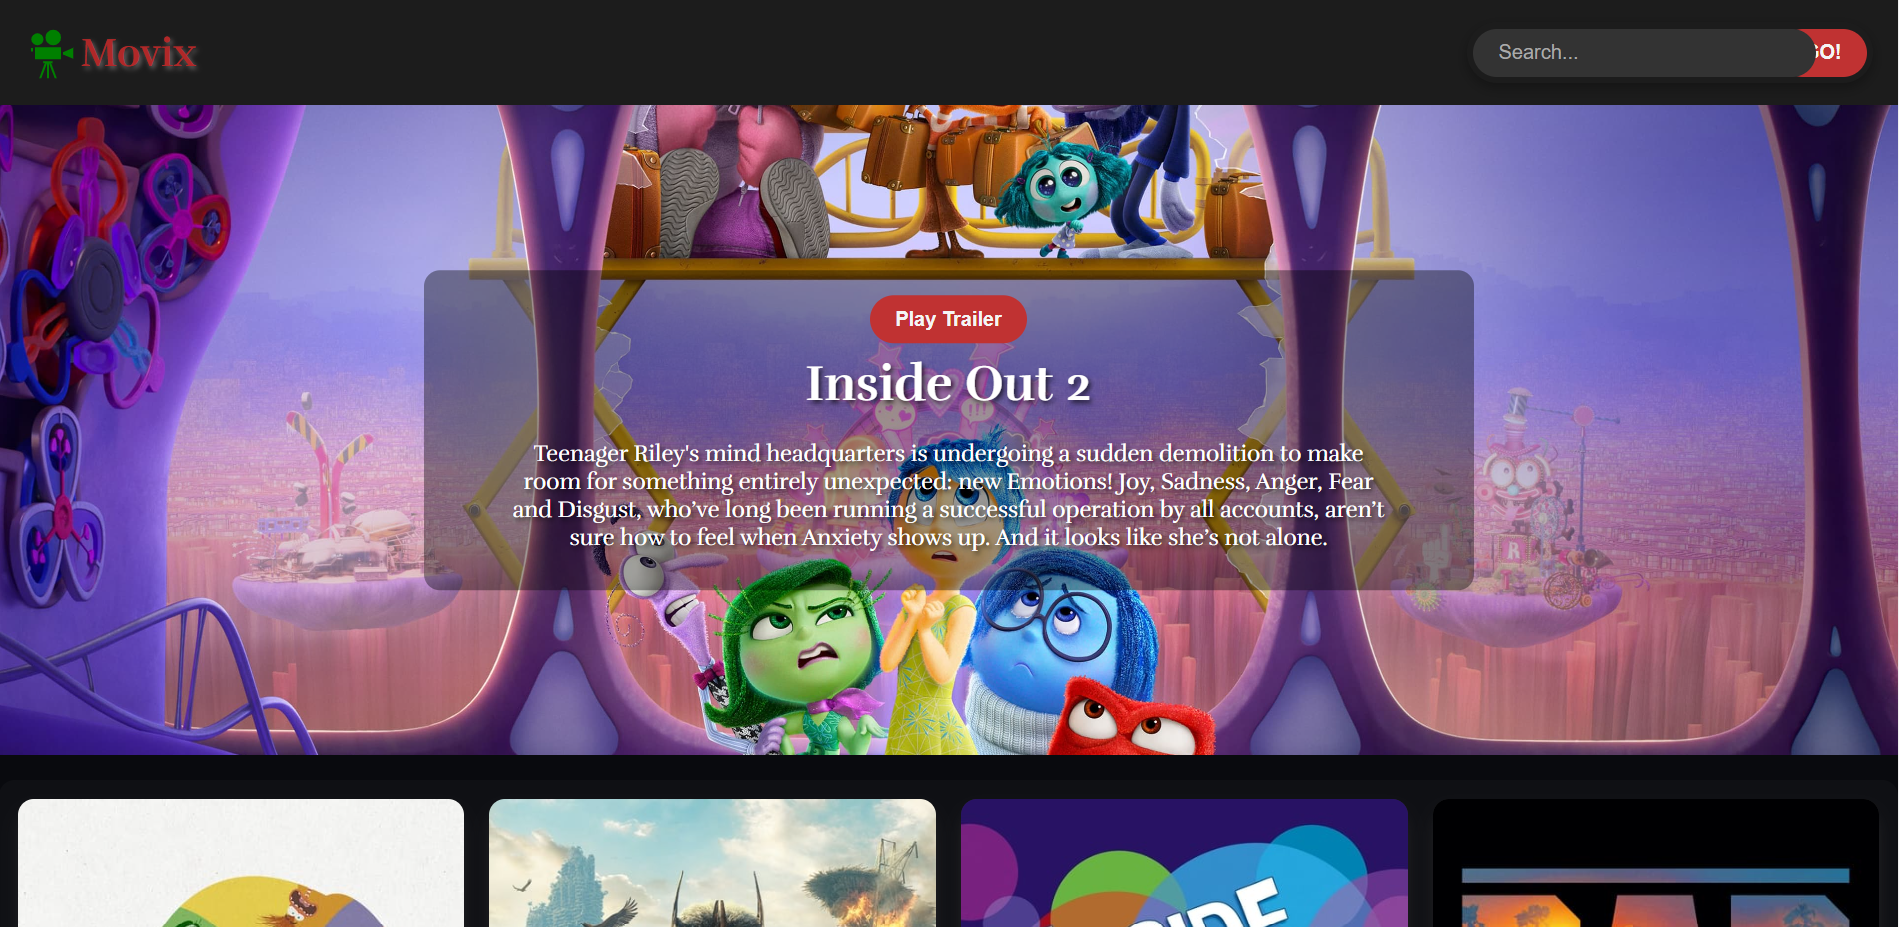 Movix
Search...
GO!
Play Trailer
Inside Out 2
Teenager Riley's mind headquarters is undergoing a sudden demolition to make
room for something entirely unexpected: new Emotions! Joy, Sadness, Anger, Fear
and Disgust, who’ve long been running a successful operation by all accounts, aren’t
sure how to feel when Anxiety shows up. And it looks like she’s not alone.
R